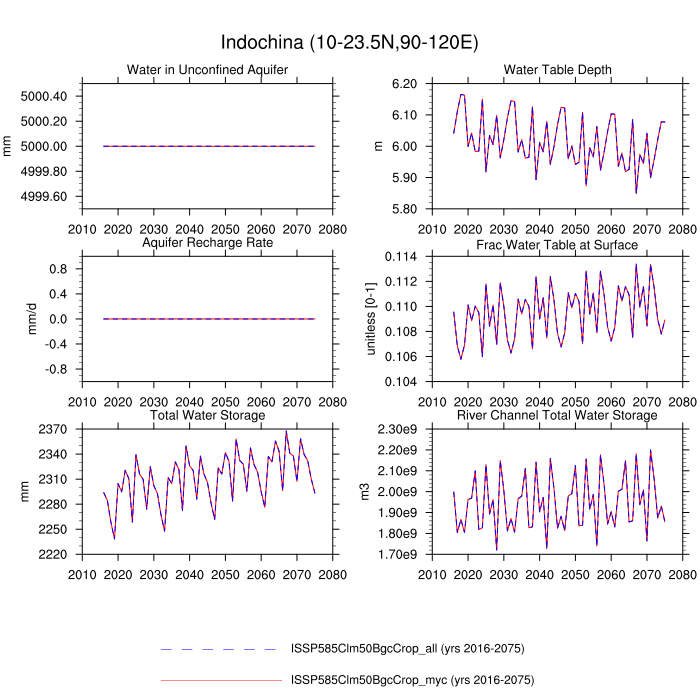 Indochina (10-23.5N,90-120E)
Water in Unconfined Aquifer
Water Table Depth
5000.40
5000.20
5000.00
4999.80
4999.60
mm
2010 2020 2030 2040 2050 2060 2070 2080
6.20
6.10
6.00
5.90
5.80
m
2010 2020 2030 2040 2050 2060 2070 2080
Aquifer Recharge Rate
Frac Water Table at Surface
0.8
0.4
0.0
-0.4
-0.8
mm/d
2010 2020 2030 2040 2050 2060 2070 2080
0.114
0.112
0.110
0.108
0.106
0.104
unitless [0-1]
2010 2020 2030 2040 2050 2060 2070 2080
Total Water Storage
River Channel Total Water Storage
2370
2340
2310
2280
2250
2220
mm
2010 2020 2030 2040 2050 2060 2070 2080
2.30e9
2.20e9
2.10e9
2.00e9
1.90e9
1.80e9
1.70e9
m3
2010 2020 2030 2040 2050 2060 2070 2080
ISSP585Clm50BgcCrop_all (yrs 2016-2075)
ISSP585Clm50BgcCrop_myc (yrs 2016-2075)